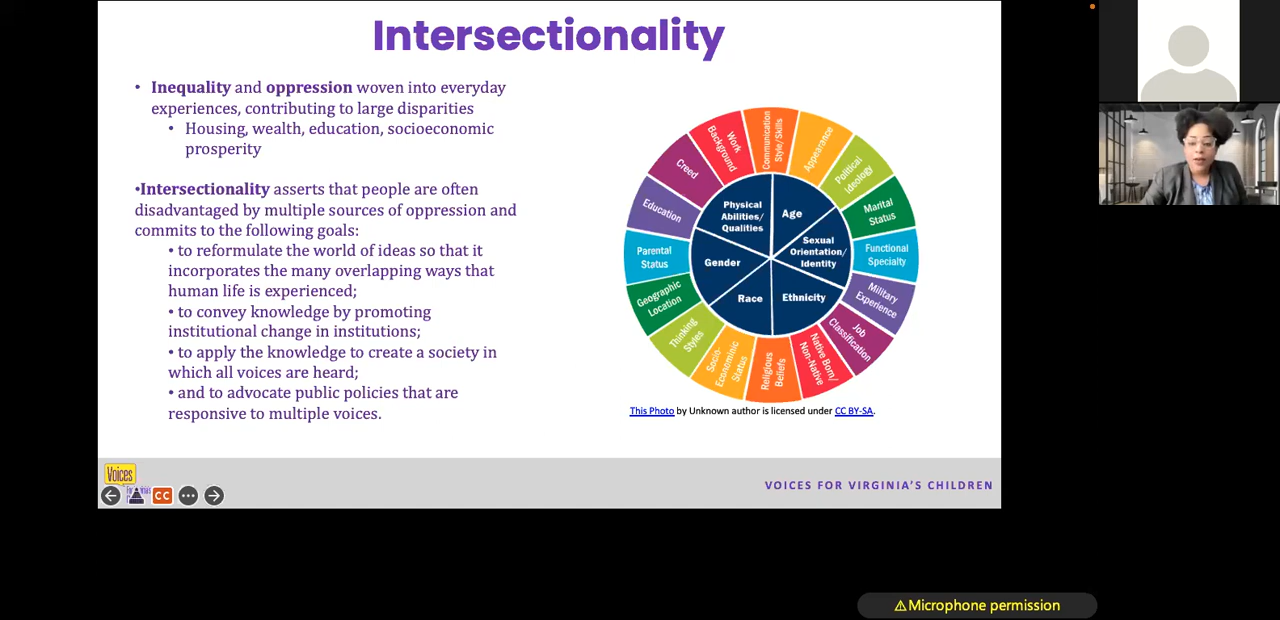 Intersectionality
• Inequality and oppression woven into everyday
experiences, contributing to large disparities
• Housing, wealth, education, socioeconomic
prosperity
•Intersectionality asserts that people are often
disadvantaged by multiple sources of oppression and
commits to the following goals:
• to reformulate the world of ideas so that it
incorporates the many overlapping ways that
human life is experienced;
• to convey knowledge by promoting
institutional change in institutions;
• to apply the knowledge to create a society in
which all voices are heard;
• and to advocate public policies that are
responsive to multiple voices.
Communication
Style/Skills
Appearance
Political
Ideology
Marital
Status
Functional
Specialty
Military
Experience
Job
Classification
Native Born/
Non-Native
Religious
Beliefs
Socio-
Economic
Status
Thinking
Styles
Geographic
Location
Parental
Status
Education
Creed
Work
Background
Age
Sexual
Orientation/
Identity
Ethnicity
Race
Gender
Physical
Abilities/
Qualities
This Photo by Unknown author is licensed under CC BY-SA.
Voices
CC
VOICES FOR VIRGINIA'S CHILDREN
Microphone permission